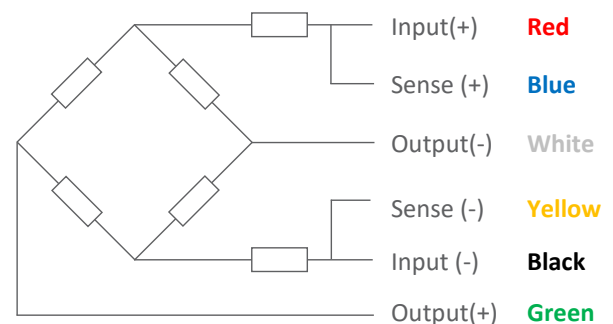 Input(+) Red
Sense (+) Blue
Output(-) White
Sense (-) Yellow
Input (-) Black
Output(+) Green